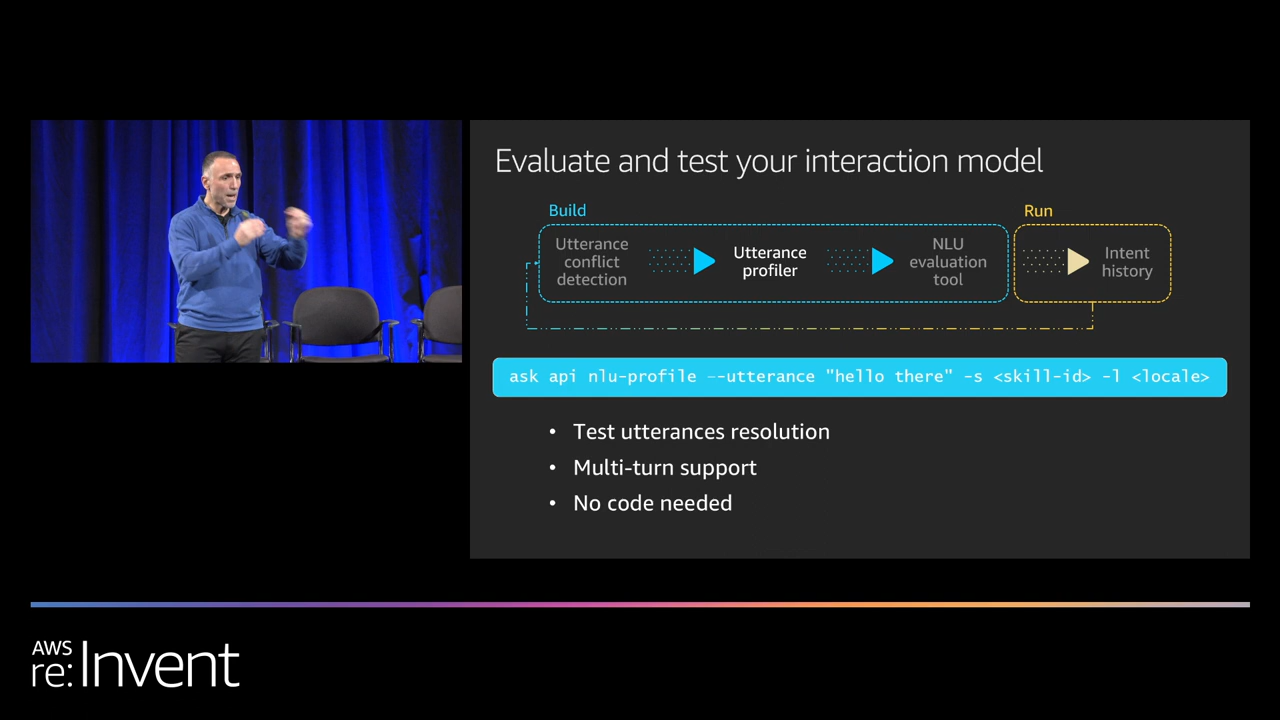 Evaluate and test your interaction model
Build
Run
Utterance
conflict
detection
Utterance
profiler
NLU
evaluation
tool
Intent
history
ask api nlu-profile --utterance "hello there" -s <skill-id> -l <locale>
• Test utterances resolution
• Multi-turn support
• No code needed
AWS
re:Invent